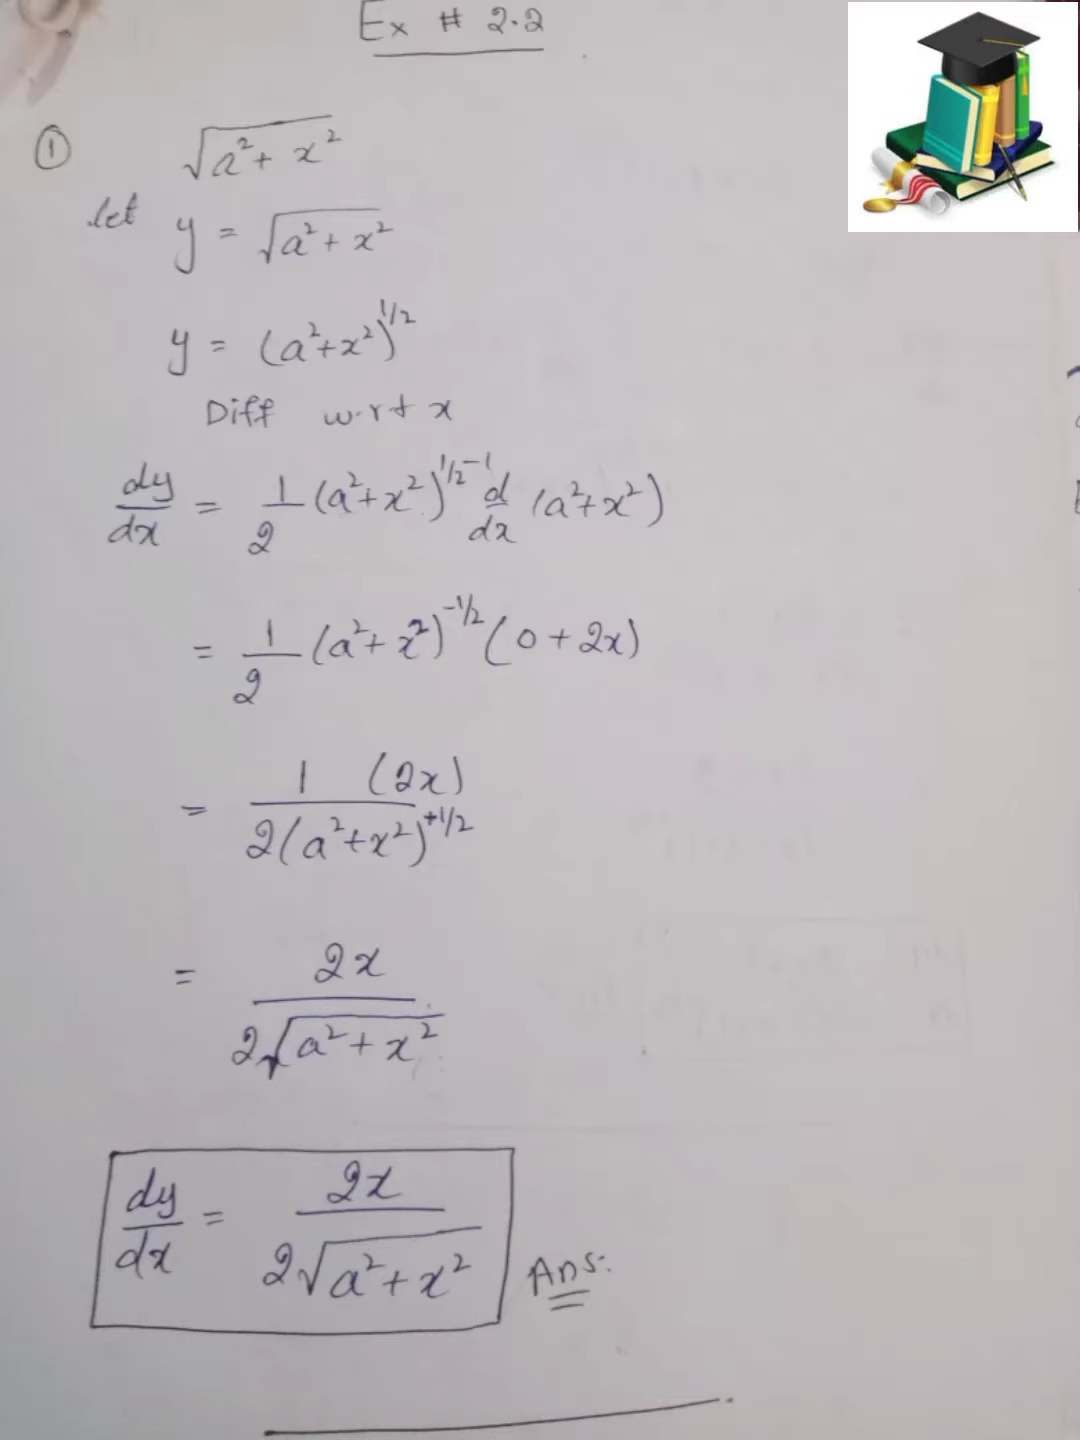 Ex # 2.2
① √(a²+x²)
let y = √(a²+x²)
y = (a²+x²)^1/2
Diff w.r.t x
dy/dx = 1/2 (a²+x²)^1/2-1 d/dx (a²+x²)
= 1/2 (a²+x²)^-1/2 (0+2x)
= 1 (2x) / 2(a²+x²)^+1/2
= 2x / 2√(a²+x²)
dy/dx = 2x / 2√(a²+x²) Ans: